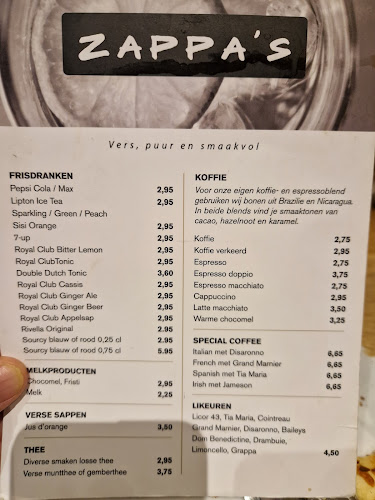 ZAPPA'S
Vers, puur en smaakvol
FRISDRANKEN
Pepsi Cola / Max 2,95
Lipton Ice Tea 2,95
Sparkling / Green / Peach
Sisi Orange 2,95
7-up 2,95
Royal Club Bitter Lemon 2,95
Royal ClubTonic 2,95
Double Dutch Tonic 3,60
Royal Club Cassis 2,95
Royal Club Ginger Ale 2,95
Royal Club Ginger Beer 2,95
Royal Club Appelsap 2,95
Rivella Original 2,95
Sourcy blauw of rood 0,25 cl 2.95
Sourcy blauw of rood 0,75 cl 5.95
MELKPRODUCTEN
Chocomel, Fristi 2,95
Melk 2,25
VERSE SAPPEN
Jus d'orange 3,50
THEE
Diverse smaken losse thee 2,95
Verse muntthee of gemberthee 3,75
KOFFIE
Voor onze eigen koffie- en espressoblend
gebruiken wij bonen uit Brazilie en Nicaragua.
In beide blends vind je smaaktonen van
cacao, hazelnoot en karamel.
Koffie 2,75
Koffie verkeerd 2,95
Espresso 2,75
Espresso doppio 3,75
Espresso macchiato 2,75
Cappuccino 2,95
Latte macchiato 3,50
Warme chocomel 3,25
SPECIAL COFFEE
Italian met Disaronno 6,65
French met Grand Marnier 6,65
Spanish met Tia Maria 6,65
Irish met Jameson 6,65
LIKEUREN
Licor 43, Tia Maria, Cointreau
Grand Marnier, Disaronno, Baileys
Dom Benedictino, Drambuie,
Limoncello, Grappa 4,50